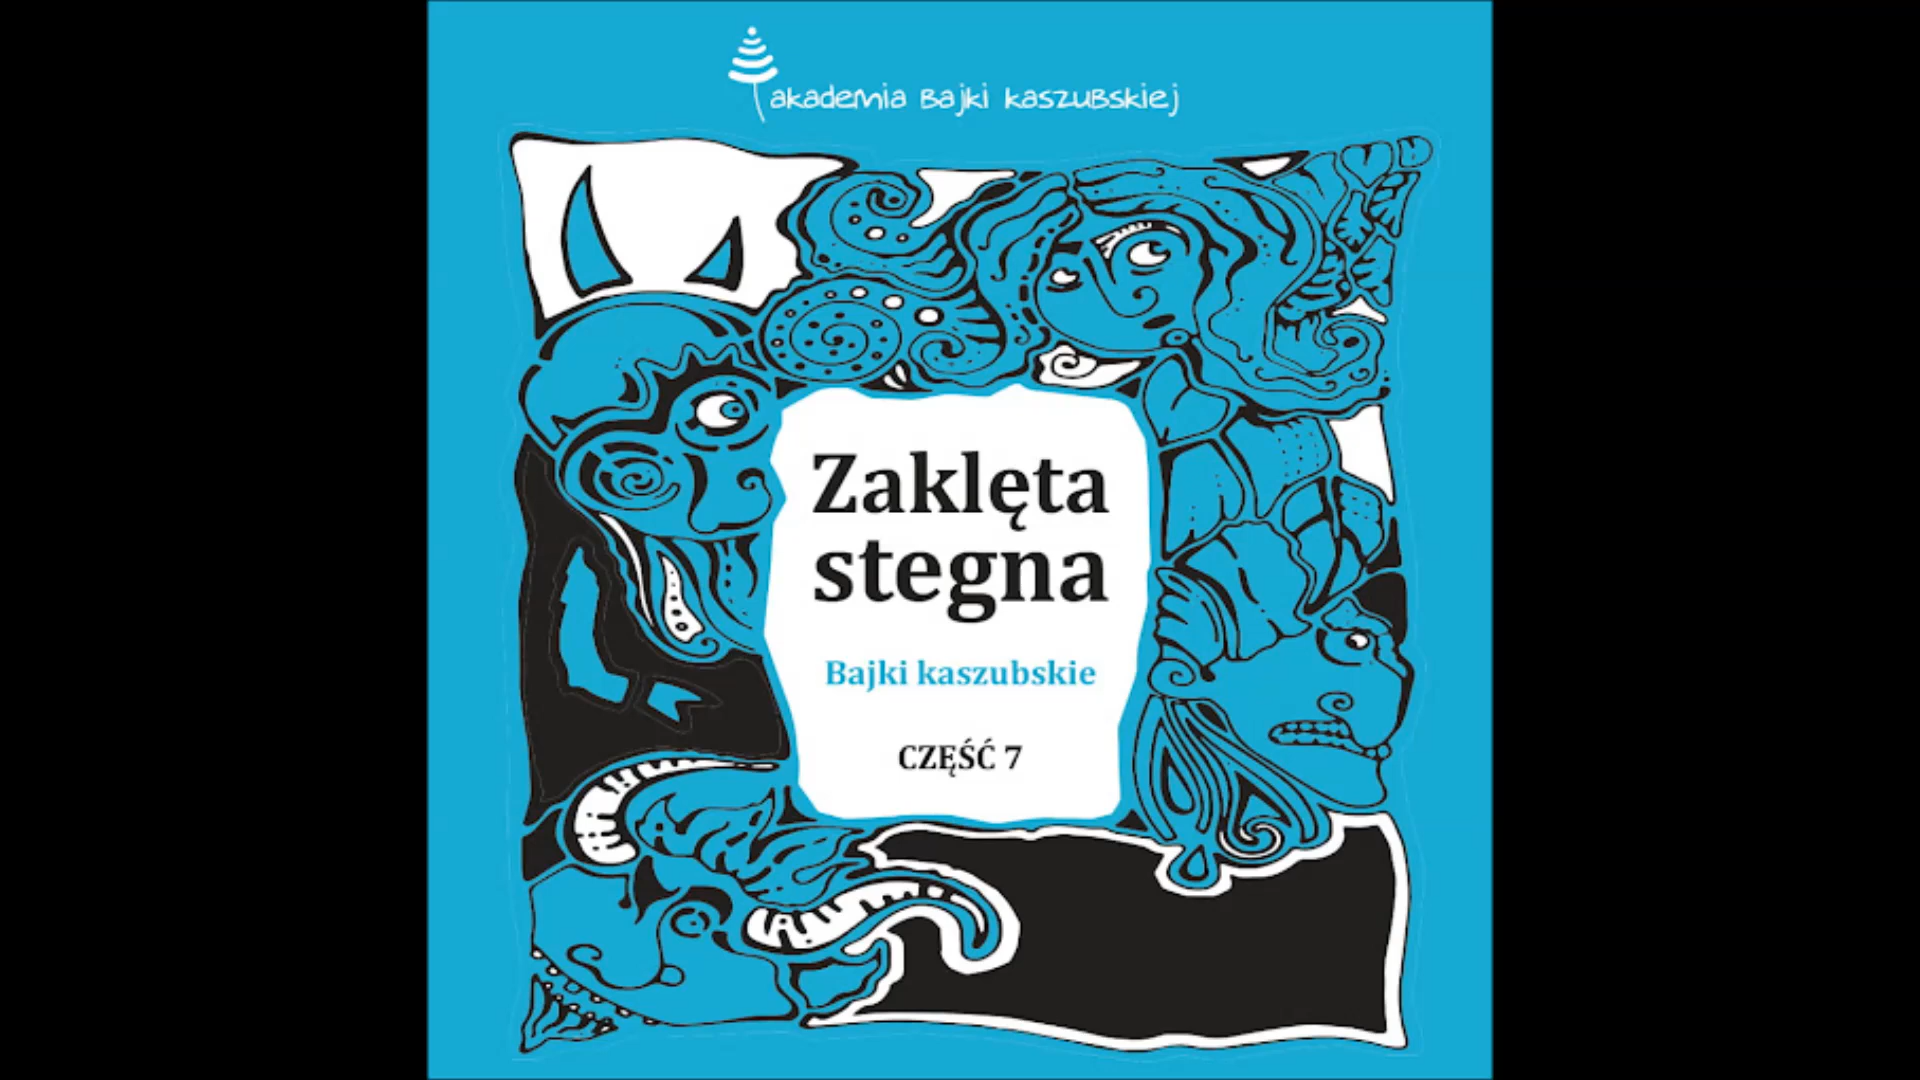 akademia Bajki kaszuBskiej
Zaklęta
stegna
Bajki kaszubskie
CZĘŚĆ 7